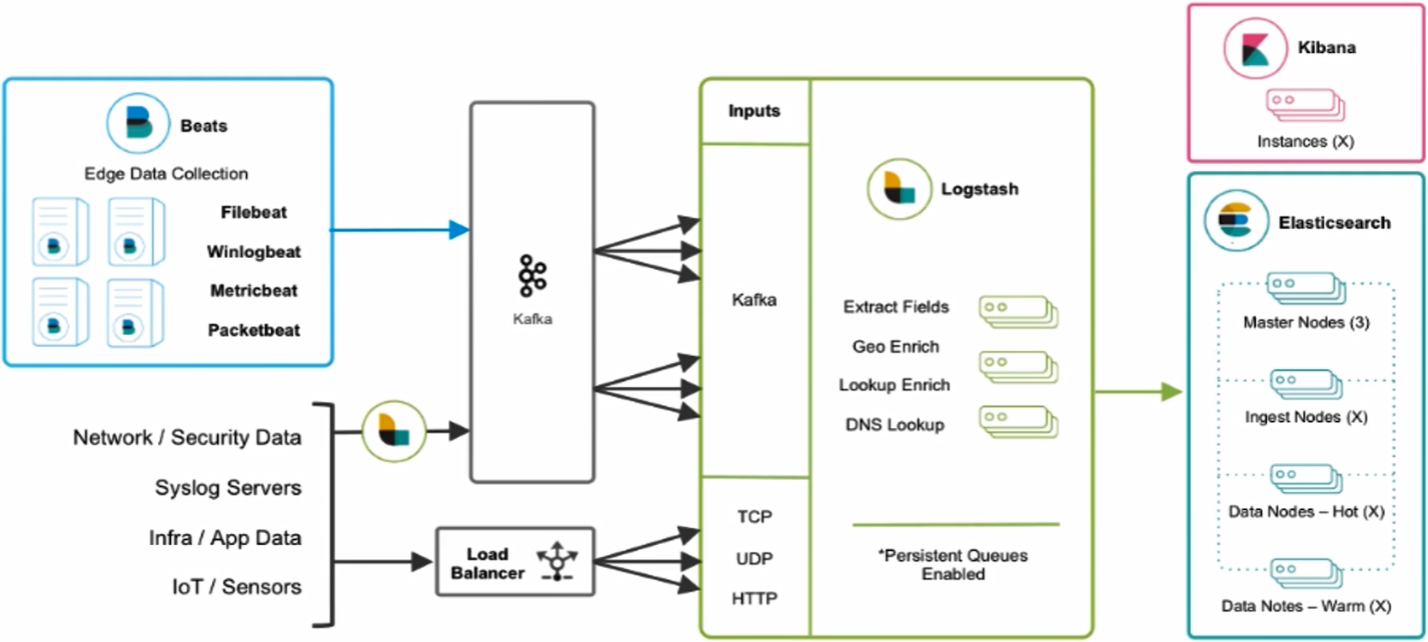 Beats
Edge Data Collection
Filebeat
Winlogbeat
Metricbeat
Packetbeat
Network / Security Data
Syslog Servers
Infra / App Data
IoT / Sensors
Kafka
Load
Balancer
Inputs
Kafka
TCP
UDP
HTTP
Logstash
Extract Fields
Geo Enrich
Lookup Enrich
DNS Lookup
*Persistent Queues
Enabled
Kibana
Instances (X)
Elasticsearch
Master Nodes (3)
Ingest Nodes (X)
Data Nodes – Hot (X)
Data Notes – Warm (X)